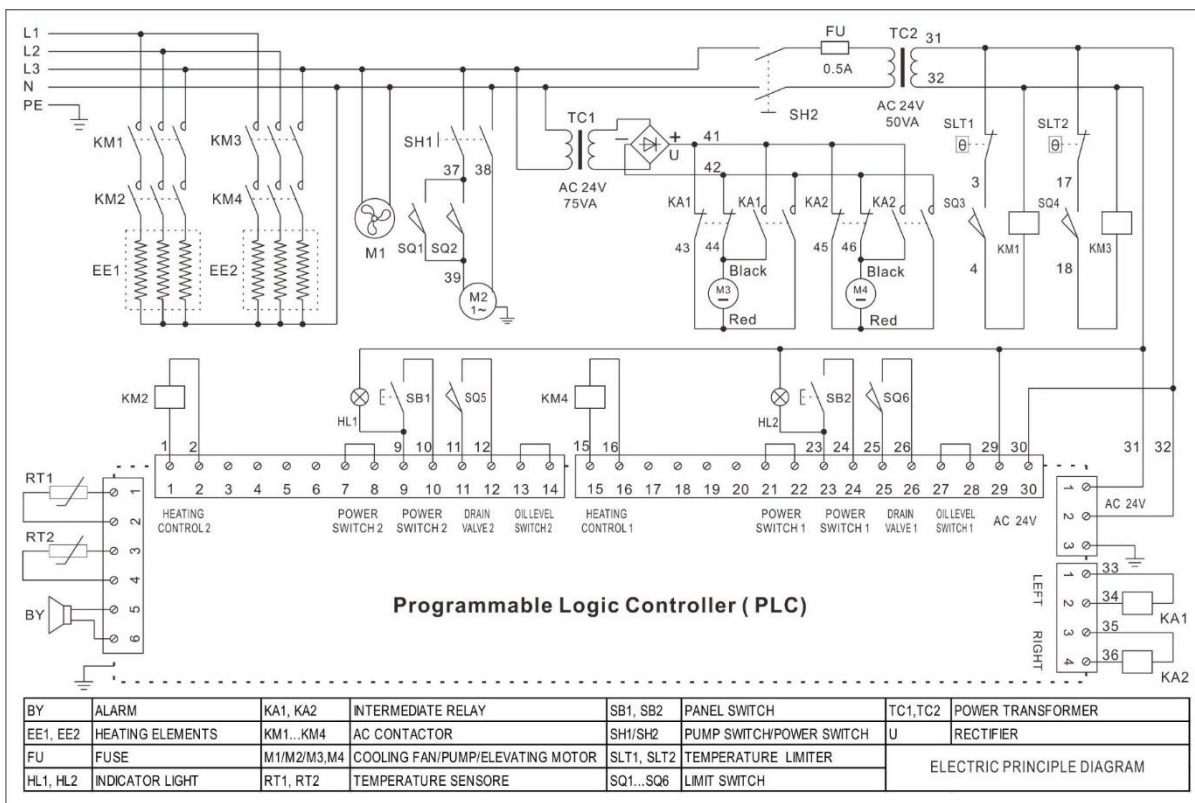 L1
L2
L3
N
PE
KM1
KM3
KM2
KM4
EE1
EE2
M1
SH1
37 38
SQ1 SQ2
39
M2
1~
TC1
AC 24V
75VA
− +
U
41
42
FU
0.5A
SH2
TC2
31
32
AC 24V
50VA
KA1 KA1 KA2 KA2
43 44 45 46
Black Black
M3 M4
Red Red
SLT1 SLT2
θ θ
3 17
SQ3 SQ4
KM1 KM3
4 18
KM2 HL1 SB1 SQ5 KM4 HL2 SB2 SQ6
1 2 9 10 11 12 15 16 23 24 25 26 29 30 31 32
1 2 3 4 5 6 7 8 9 10 11 12 13 14 15 16 17 18 19 20 21 22 23 24 25 26 27 28 29 30
HEATING CONTROL 2
POWER SWITCH 2
POWER SWITCH 2
DRAIN VALVE 2
OIL LEVEL SWITCH 2
HEATING CONTROL 1
POWER SWITCH 1
POWER SWITCH 1
DRAIN VALVE 1
OIL LEVEL SWITCH 1
AC 24V
RT1
RT2
BY
1
2
3
4
5
6
1
2
3
AC 24V
LEFT
RIGHT
1 33
2 34
KA1
3 35
4 36
KA2
Programmable Logic Controller ( PLC)
BY ALARM KA1, KA2 INTERMEDIATE RELAY SB1, SB2 PANEL SWITCH TC1,TC2 POWER TRANSFORMER
EE1, EE2 HEATING ELEMENTS KM1...KM4 AC CONTACTOR SH1/SH2 PUMP SWITCH/POWER SWITCH U RECTIFIER
FU FUSE M1/M2/M3,M4 COOLING FAN/PUMP/ELEVATING MOTOR SLT1, SLT2 TEMPERATURE LIMITER
HL1, HL2 INDICATOR LIGHT RT1, RT2 TEMPERATURE SENSORE SQ1...SQ6 LIMIT SWITCH
ELECTRIC PRINCIPLE DIAGRAM